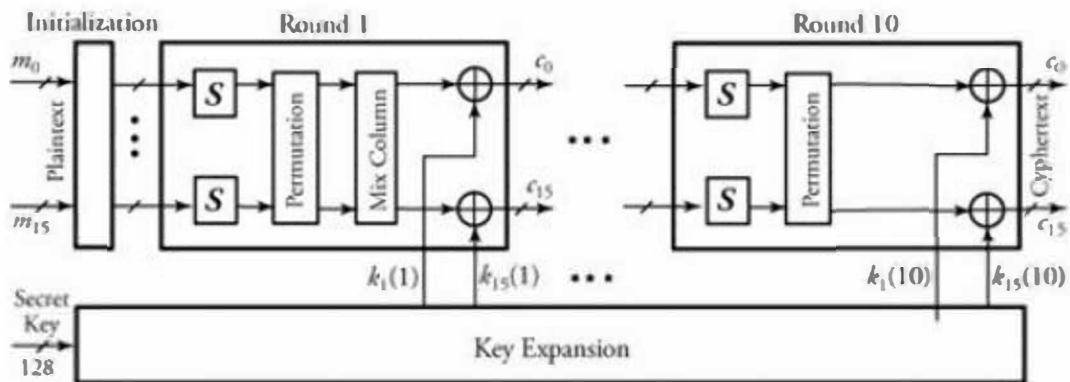 Initialization Round 1 Round 10
m0 c0 c0
S S
Plaintext
Permutation
Mix Column
Permutation
Cyphertext
S S
m15 c15 c15
k1(1) k15(1) k1(10) k15(10)
Secret
Key
128
Key Expansion